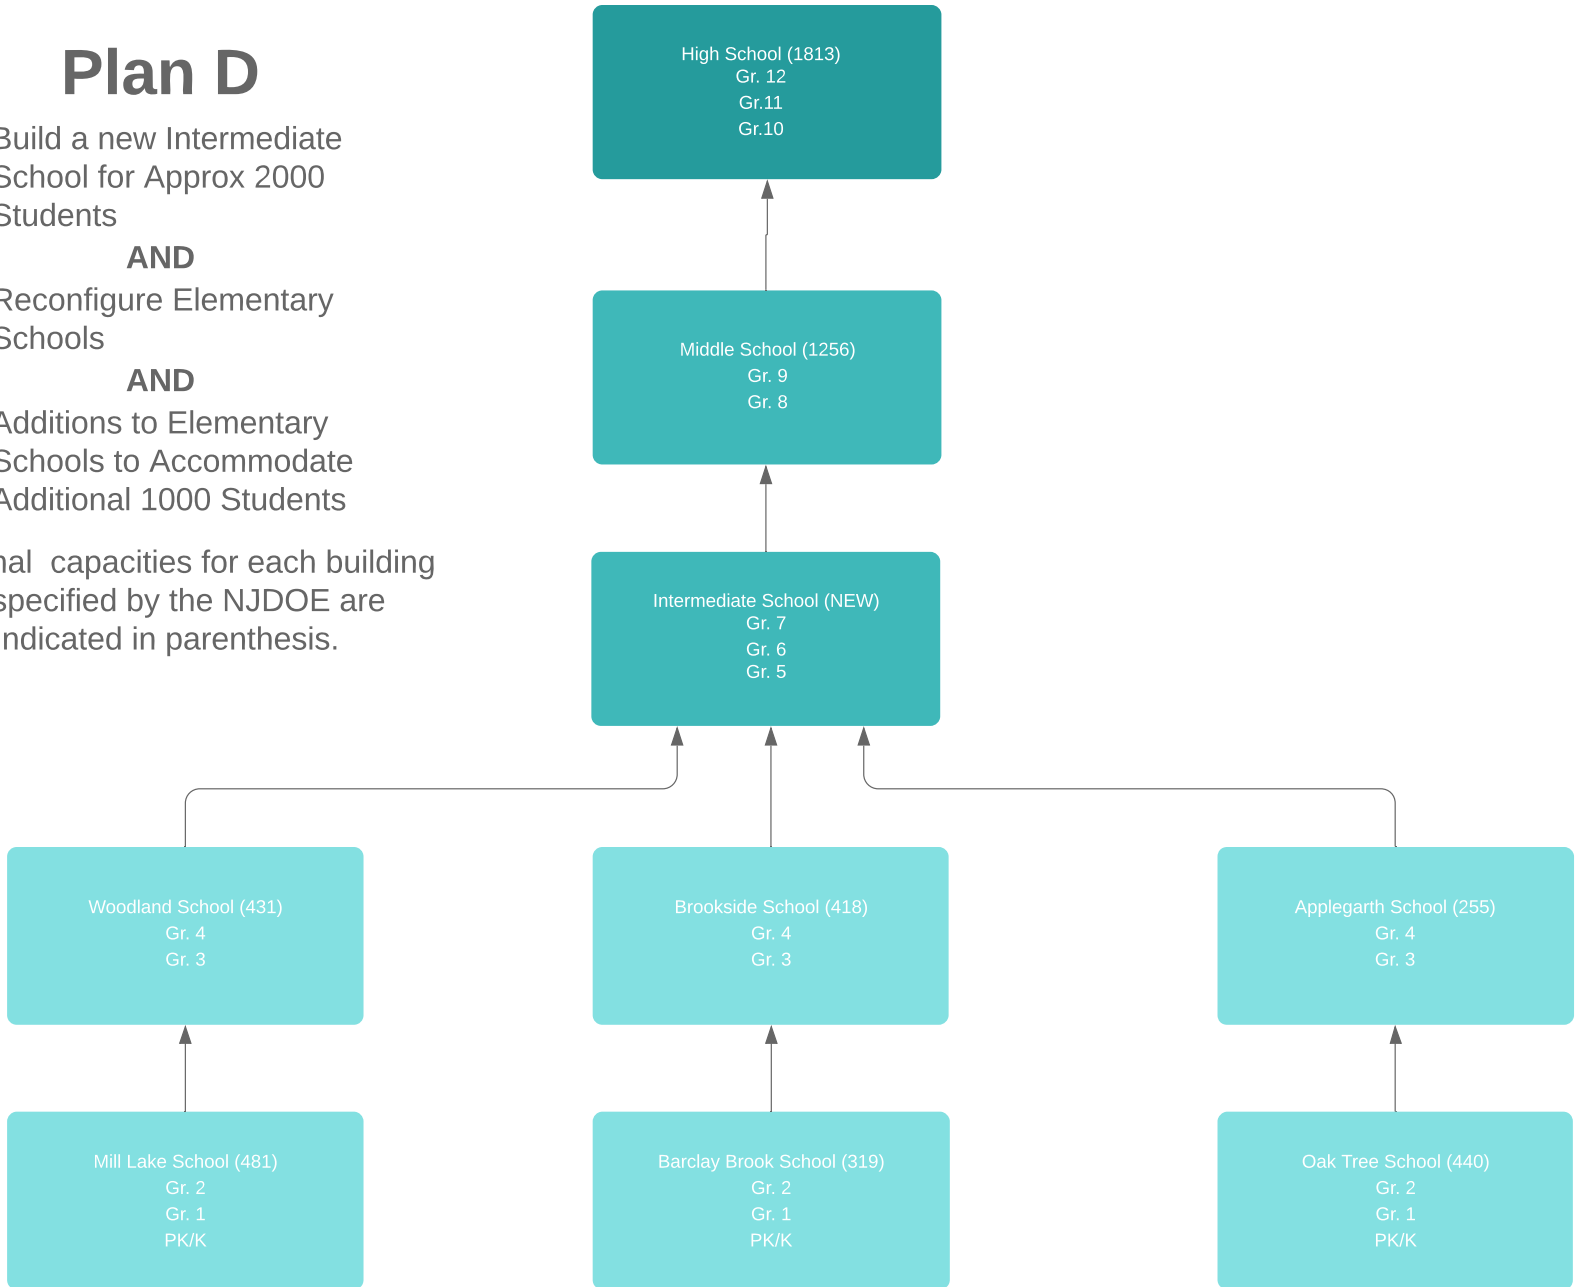 Plan D
Build a new Intermediate
School for Approx 2000
Students
AND
Reconfigure Elementary
Schools
AND
Additions to Elementary
Schools to Accommodate
Additional 1000 Students
capacities for each building
specified by the NJDOE are
indicated in parenthesis.
High School (1813)
Gr. 12
Gr.11
Gr.10
Middle School (1256)
Gr. 9
Gr. 8
Intermediate School (NEW)
Gr. 7
Gr. 6
Gr. 5
Woodland School (431)
Gr. 4
Gr. 3
Brookside School (418)
Gr. 4
Gr. 3
Applegarth School (255)
Gr. 4
Gr. 3
Mill Lake School (481)
Gr. 2
Gr. 1
PK/K
Barclay Brook School (319)
Gr. 2
Gr. 1
PK/K
Oak Tree School (440)
Gr. 2
Gr. 1
PK/K